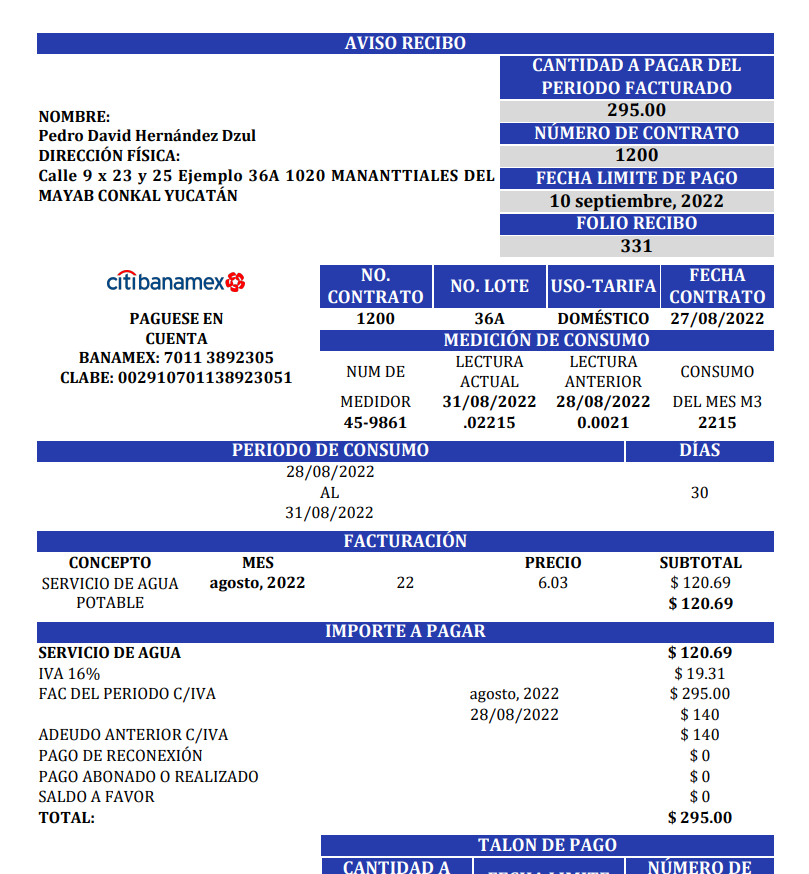 AVISO RECIBO
CANTIDAD A PAGAR DEL
PERIODO FACTURADO
295.00
NOMBRE:
Pedro David Hernández Dzul
NÚMERO DE CONTRATO
1200
DIRECCIÓN FÍSICA:
Calle 9 x 23 y 25 Ejemplo 36A 1020 MANANTTIALES DEL
MAYAB CONKAL YUCATÁN
FECHA LIMITE DE PAGO
10 septiembre, 2022
FOLIO RECIBO
331
citibanamex
PAGUESE EN
CUENTA
BANAMEX: 7011 3892305
CLABE: 002910701138923051
NO. CONTRATO NO. LOTE USO-TARIFA FECHA CONTRATO
1200 36A DOMÉSTICO 27/08/2022
MEDICIÓN DE CONSUMO
NUM DE LECTURA ACTUAL LECTURA ANTERIOR CONSUMO
MEDIDOR 31/08/2022 28/08/2022 DEL MES M3
45-9861 .02215 0.0021 2215
PERIODO DE CONSUMO DÍAS
28/08/2022
AL 30
31/08/2022
FACTURACIÓN
CONCEPTO MES PRECIO SUBTOTAL
SERVICIO DE AGUA agosto, 2022 22 6.03 $ 120.69
POTABLE $ 120.69
IMPORTE A PAGAR
SERVICIO DE AGUA $ 120.69
IVA 16% $ 19.31
FAC DEL PERIODO C/IVA agosto, 2022 $ 295.00
28/08/2022 $ 140
ADEUDO ANTERIOR C/IVA $ 140
PAGO DE RECONEXIÓN $ 0
PAGO ABONADO O REALIZADO $ 0
SALDO A FAVOR $ 0
TOTAL: $ 295.00
TALON DE PAGO
CANTIDAD A FECHA LIMITE NÚMERO DE